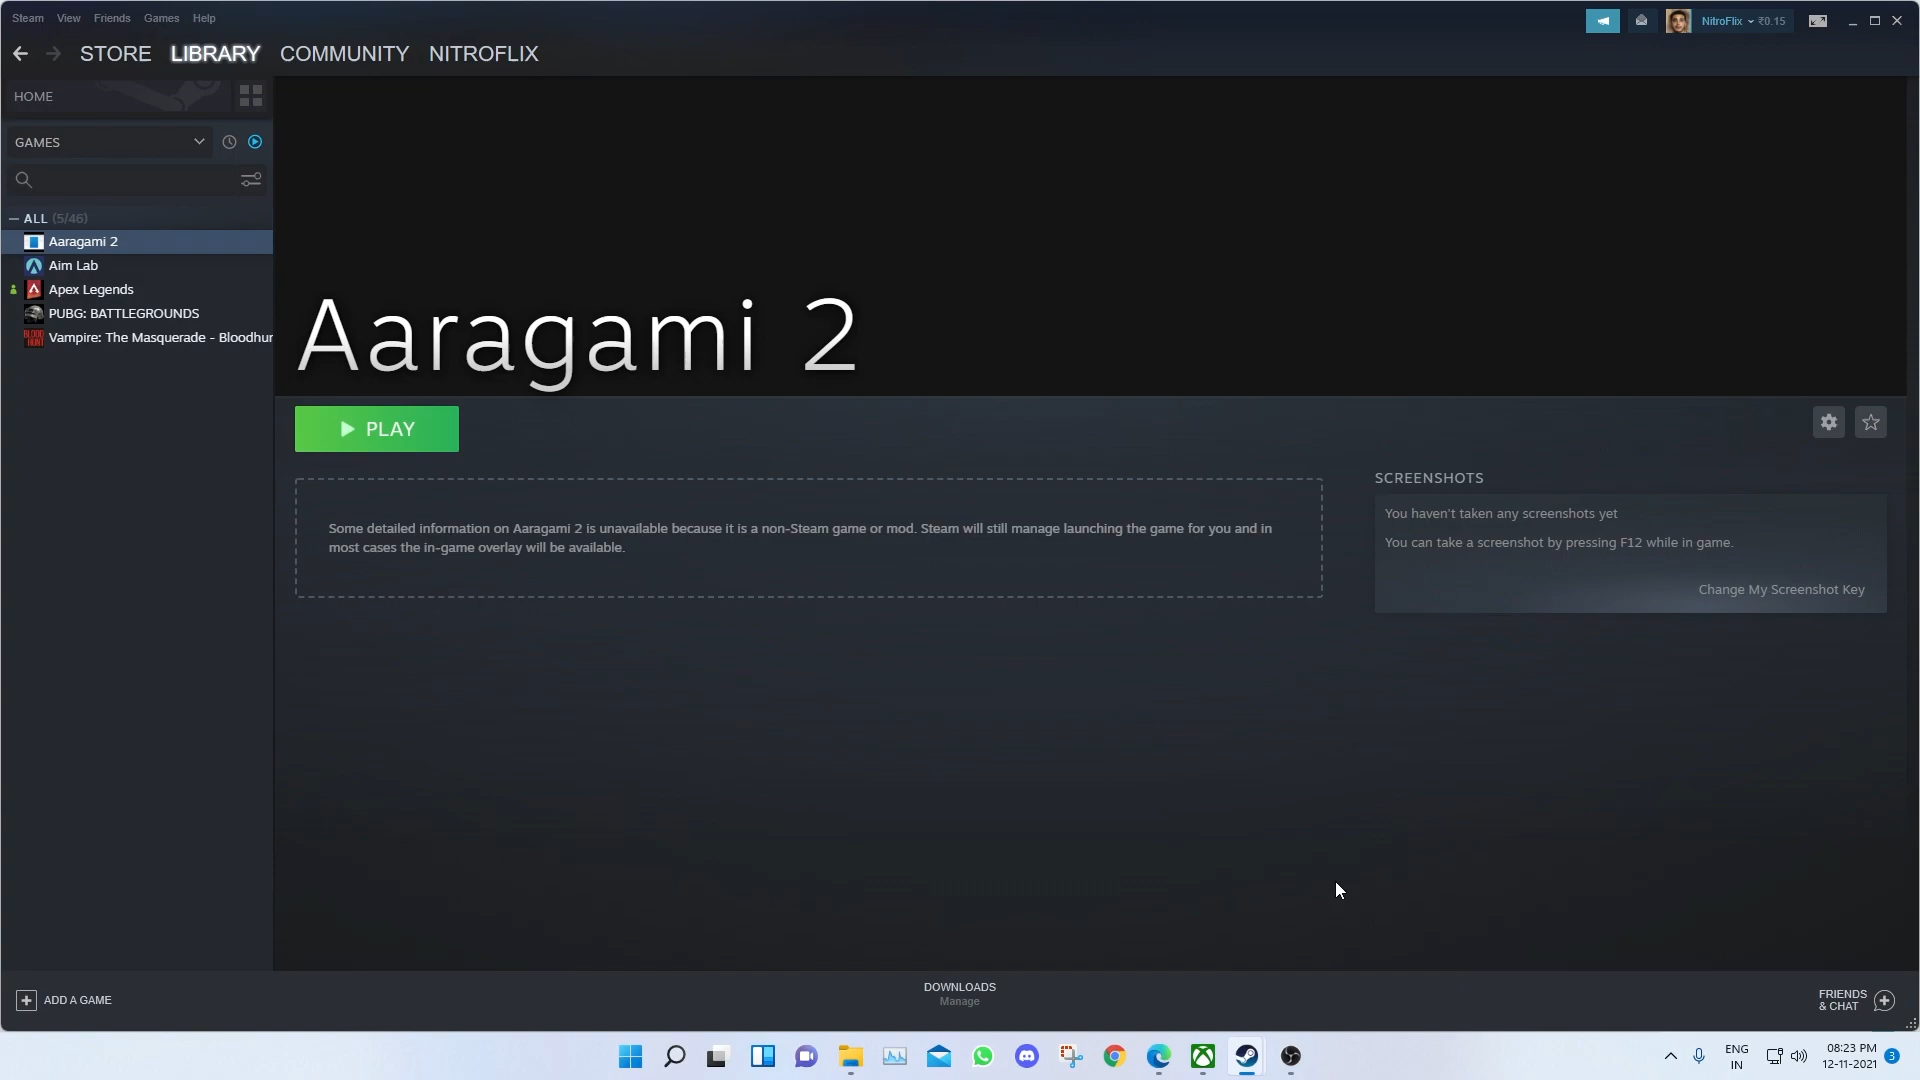 Steam View Friends Games Help
NitroFlix ₹0.15
STORE LIBRARY COMMUNITY NITROFLIX
HOME
GAMES
ALL (5/46)
Aaragami 2
Aim Lab
Apex Legends
PUBG: BATTLEGROUNDS
Vampire: The Masquerade - Bloodhun
Aaragami 2
PLAY
Some detailed information on Aaragami 2 is unavailable because it is a non-Steam game or mod. Steam will still manage launching the game for you and in
most cases the in-game overlay will be available.
SCREENSHOTS
You haven't taken any screenshots yet
You can take a screenshot by pressing F12 while in game.
Change My Screenshot Key
ADD A GAME
DOWNLOADS
Manage
FRIENDS
& CHAT
ENG
IN
08:23 PM
12-11-2021
3